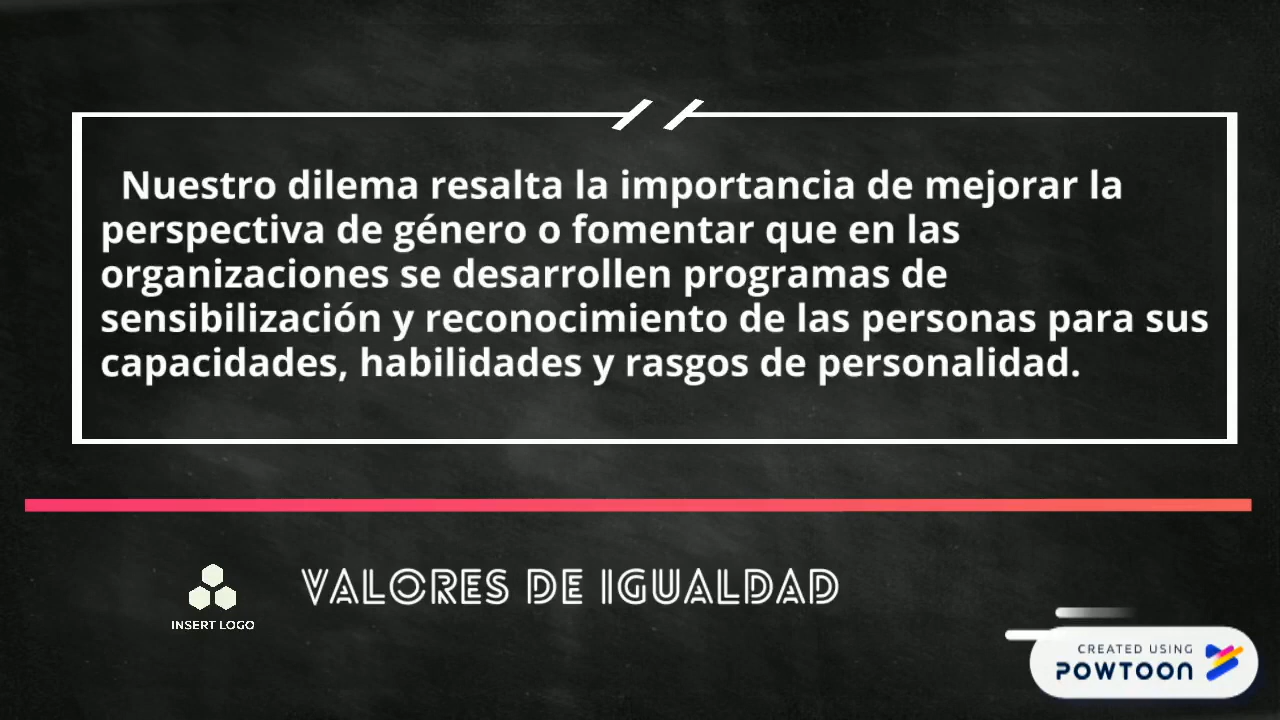 Nuestro dilema resalta la importancia de mejorar la
perspectiva de género o fomentar que en las
organizaciones se desarrollen programas de
sensibilización y reconocimiento de las personas para sus
capacidades, habilidades y rasgos de personalidad.
VALORES DE IGUALDAD
INSERT LOGO
CREATED USING
POWTOON